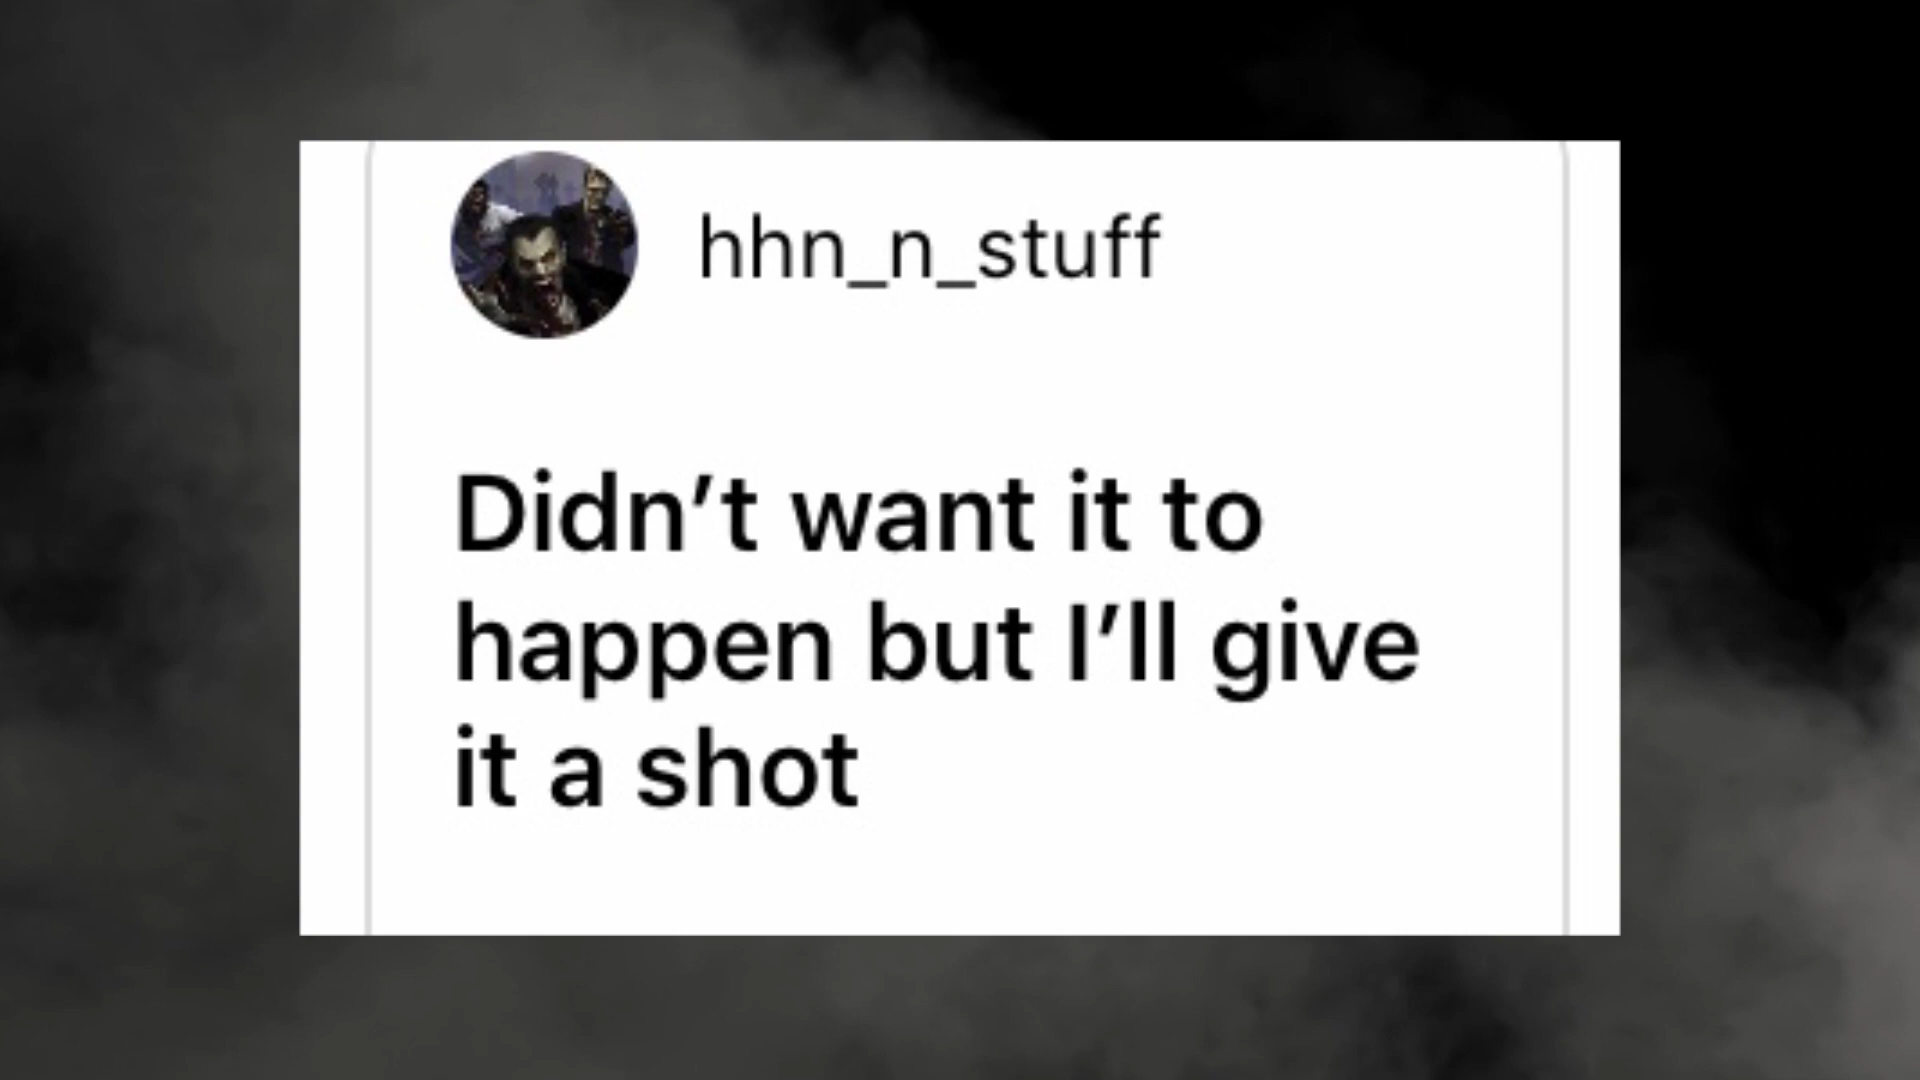 hhn_n_stuff
Didn’t want it to
happen but I’ll give
it a shot